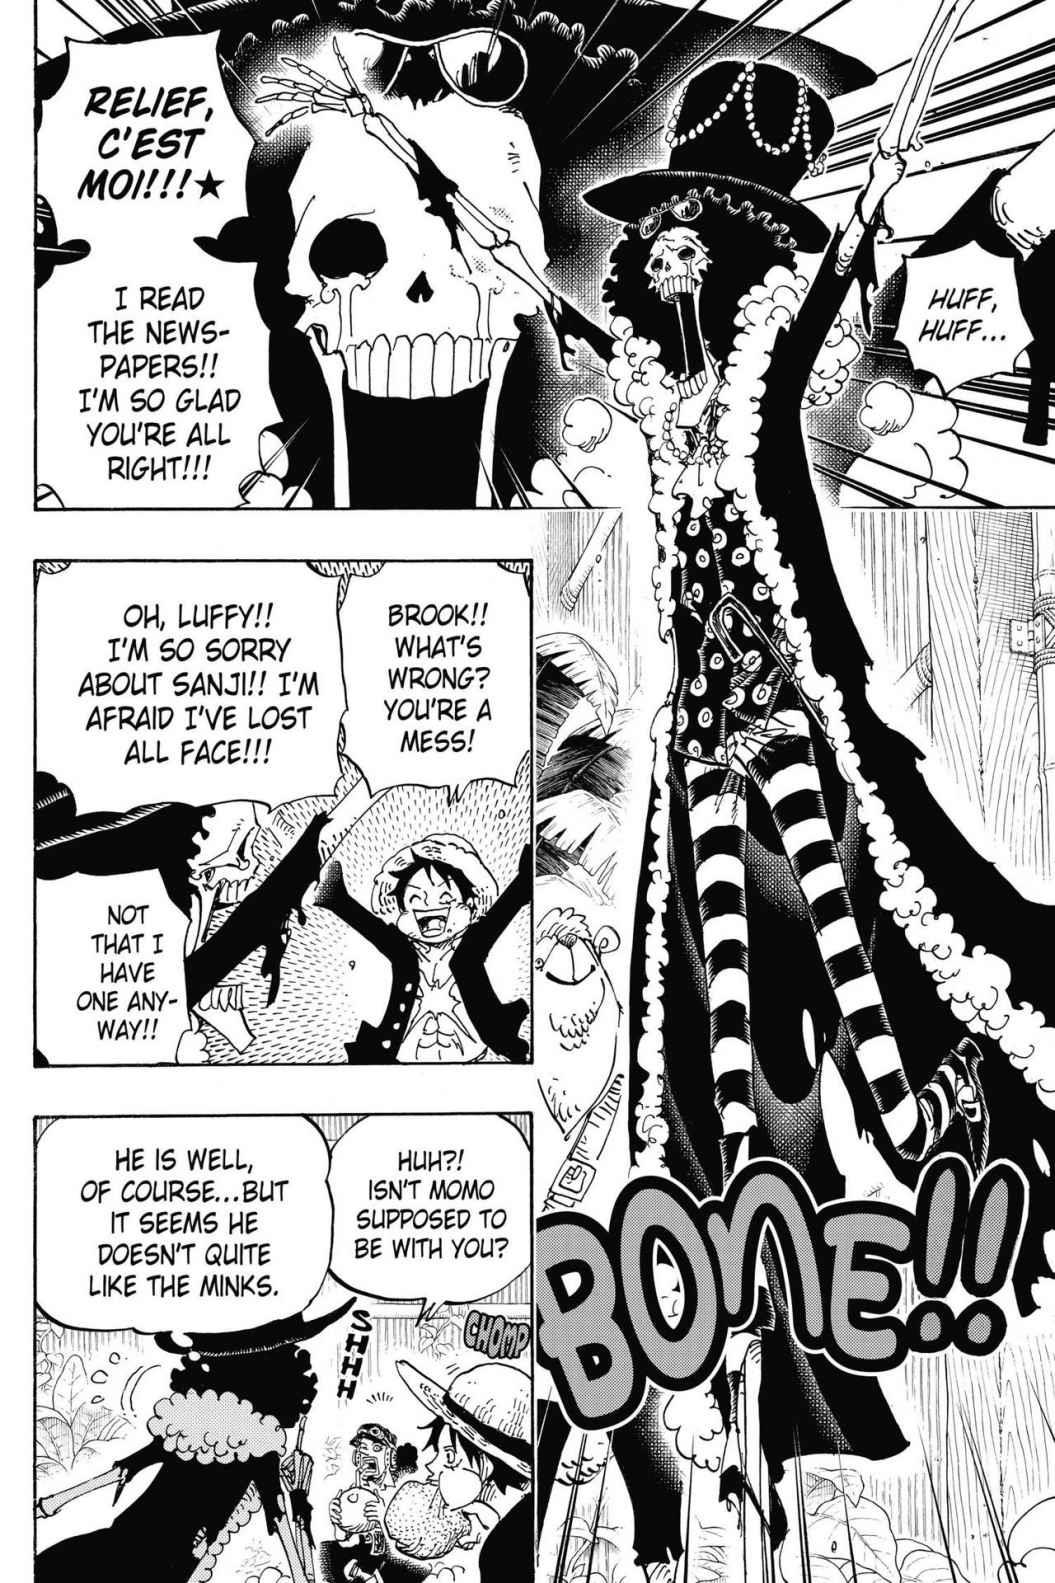 HUFF,
HUFF...
RELIEF,
C'EST
MOI!!!★
I READ
THE NEWS-
PAPERS!!
I'M SO GLAD
YOU'RE ALL
RIGHT!!!
BONE!!
BROOK!!
WHAT'S
WRONG?
YOU'RE A
MESS!
OH, LUFFY!!
I'M SO SORRY
ABOUT SANJI!! I'M
AFRAID I'VE LOST
ALL FACE!!!
NOT
THAT I
HAVE
ONE ANY-
WAY!!
HUH?!
ISN'T MOMO
SUPPOSED TO
BE WITH YOU?
HE IS WELL,
OF COURSE...BUT
IT SEEMS HE
DOESN'T QUITE
LIKE THE MINKS.
CHOMP
SHHH